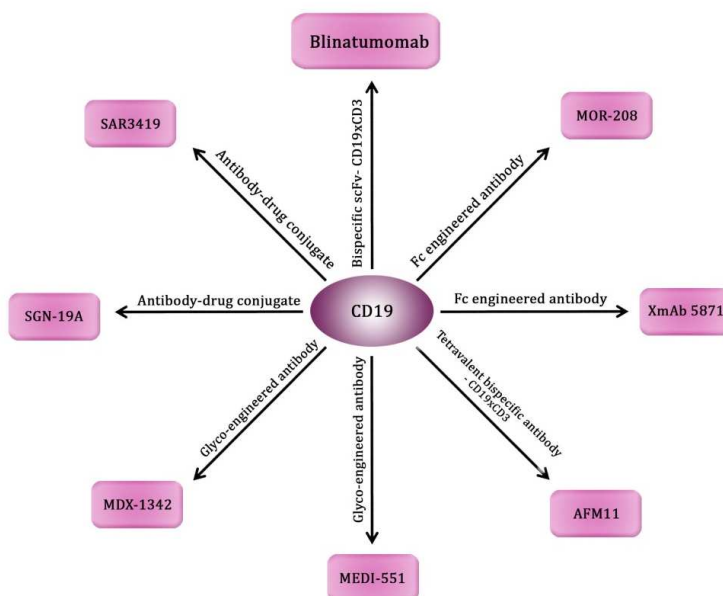 Blinatumomab
SAR3419
MOR-208
Antibody-drug conjugate
Bispecific scFv- CD19xCD3
Fc engineered antibody
SGN-19A
Antibody-drug conjugate
CD19
Fc engineered antibody
XmAb 5871
Glyco-engineered antibody
Glyco-engineered antibody
Tetravalent bispecific antibody
- CD19xCD3
MDX-1342
AFM11
MEDI-551